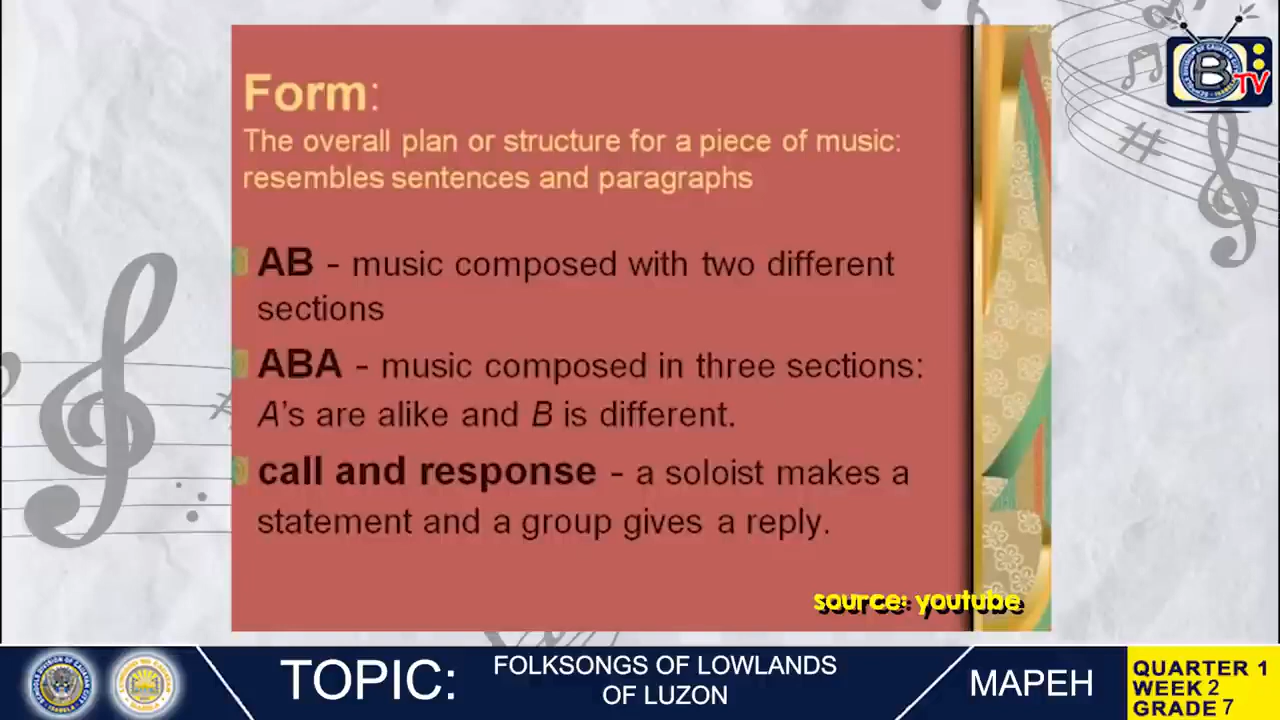 Form:
The overall plan or structure for a piece of music:
resembles sentences and paragraphs
AB - music composed with two different
sections
ABA - music composed in three sections:
A's are alike and B is different.
call and response - a soloist makes a
statement and a group gives a reply.
source: youtube
B
TV
TOPIC:
FOLKSONGS OF LOWLANDS
OF LUZON
MAPEH
QUARTER 1
WEEK 2
GRADE 7